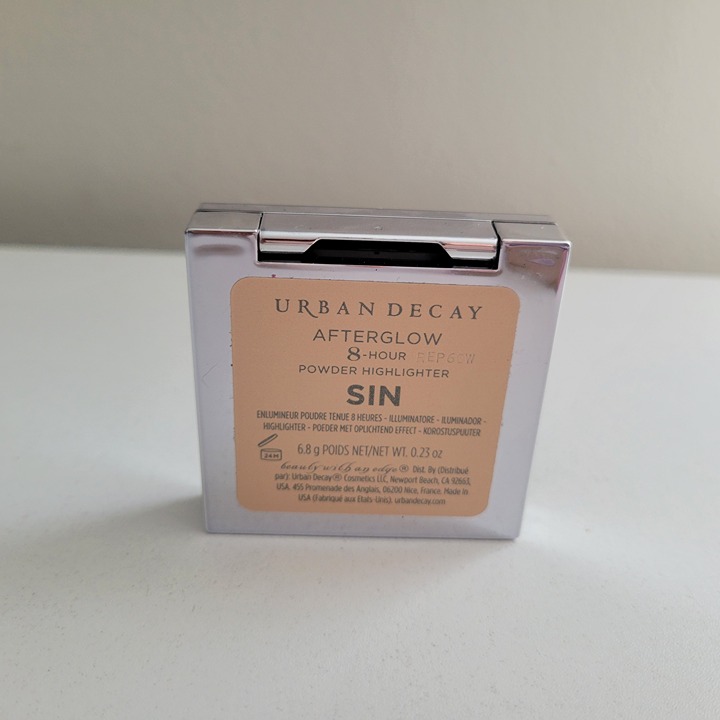 URBAN DECAY
AFTERGLOW
8-HOUR
POWDER HIGHLIGHTER
SIN
ENLUMINEUR POUDRE TENUE 8 HEURES - ILLUMINATORE - ILUMINADOR -
HIGHLIGHTER - POEDER MET OPLICHTEND EFFECT - KOROSTUSPUUTER
24M
6.8 g POIDS NET/NET WT. 0.23 oz
beauty with an edge® Dist. By (Distribué
par): Urban Decay® Cosmetics LLC, Newport Beach, CA 92663,
USA. 455 Promenade des Anglais, 06200 Nice, France. Made In
USA (Fabriqué aux Etats-Unis). urbandecay.com